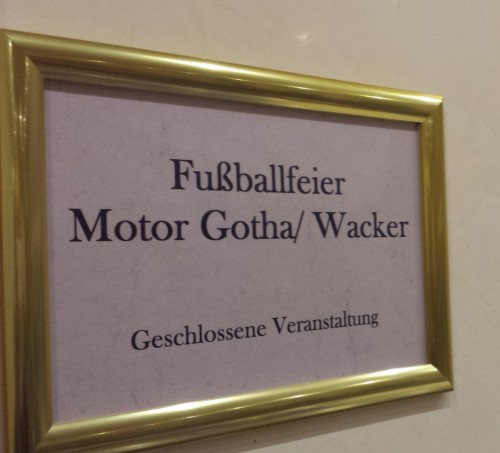 Fußballfeier
Motor Gotha/ Wacker
Geschlossene Veranstaltung